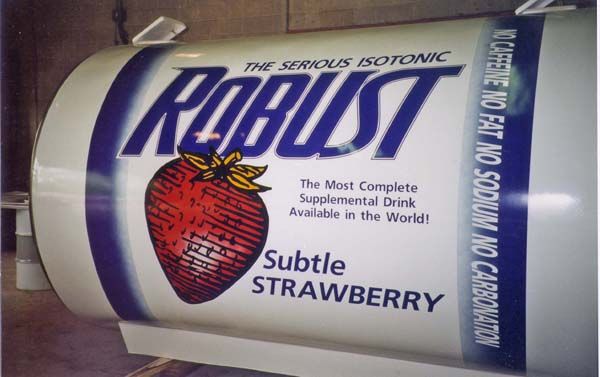 THE SERIOUS ISOTONIC
ROBUST
The Most Complete
Supplemental Drink
Available in the World!
Subtle
STRAWBERRY
NO CAFFEINE NO FAT NO SODIUM NO CARBONATION